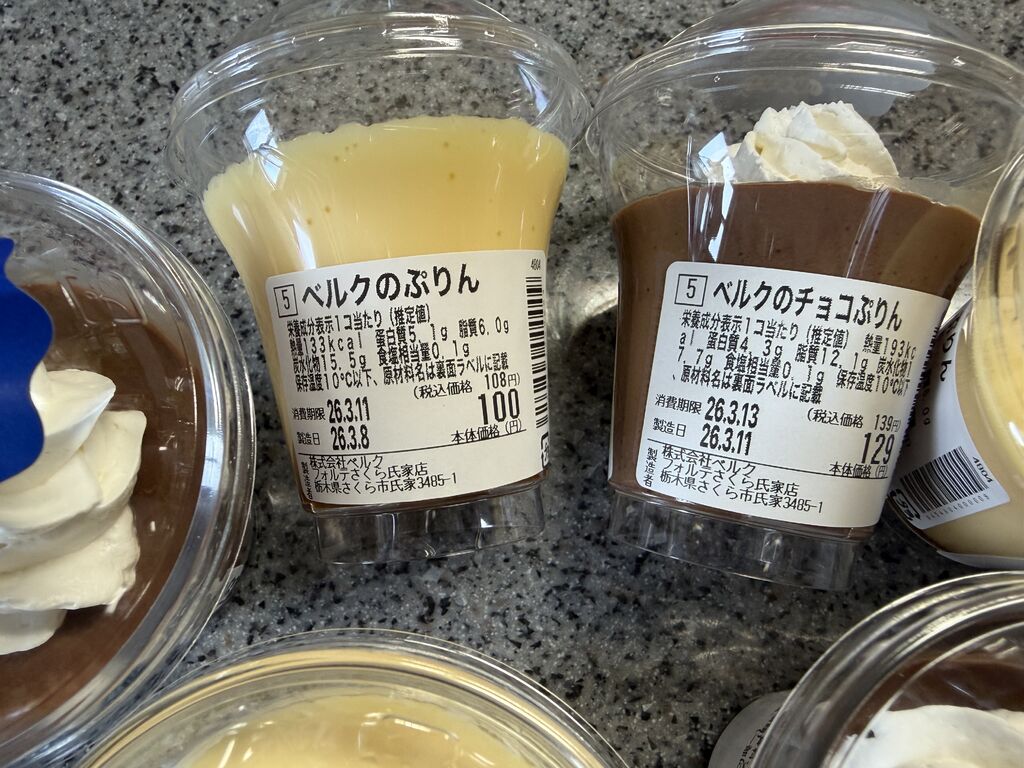 4804
5 ベルクのぷりん
栄養成分表示1コ当たり(推定値)
熱量133kcal 蛋白質5.1g 脂質6.0g
炭水化物15.5g 食塩相当量0.1g
保存温度10℃以下、原材料名は裏面ラベルに記載
(税込価格 108円)
消費期限 26.3.11
100
製造日 26.3.8
本体価格(円)
製造者
株式会社ベルク
フォルテさくら氏家店
栃木県さくら市氏家3485-1
5 ベルクのチョコぷりん
栄養成分表示1コ当たり(推定値) 熱量193kc
al 蛋白質4.3g 脂質12.1g 炭水化物1
7.7g 食塩相当量0.1g 保存温度10℃以下
、原材料名は裏面ラベルに記載
(税込価格 139円)
消費期限 26.3.13
129
製造日 26.3.11
本体価格(円)
製造者
株式会社ベルク
フォルテさくら氏家店
栃木県さくら市氏家3485-1
4804